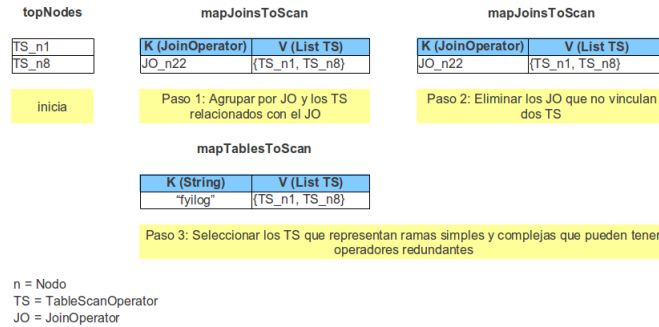 topNodes
mapJoinsToScan
mapJoinsToScan
TS_n1
TS_n8
K (JoinOperator) V (List TS)
JO_n22 {TS_n1, TS_n8}
K (JoinOperator) V (List TS)
JO_n22 {TS_n1, TS_n8}
inicia
Paso 1: Agrupar por JO y los TS
relacionados con el JO
Paso 2: Eliminar los JO que no vinculan
dos TS
mapTablesToScan
K (String) V (List TS)
"fyilog" {TS_n1, TS_n8}
Paso 3: Seleccionar los TS que representan ramas simples y complejas que pueden tener
operadores redundantes
n = Nodo
TS = TableScanOperator
JO = JoinOperator